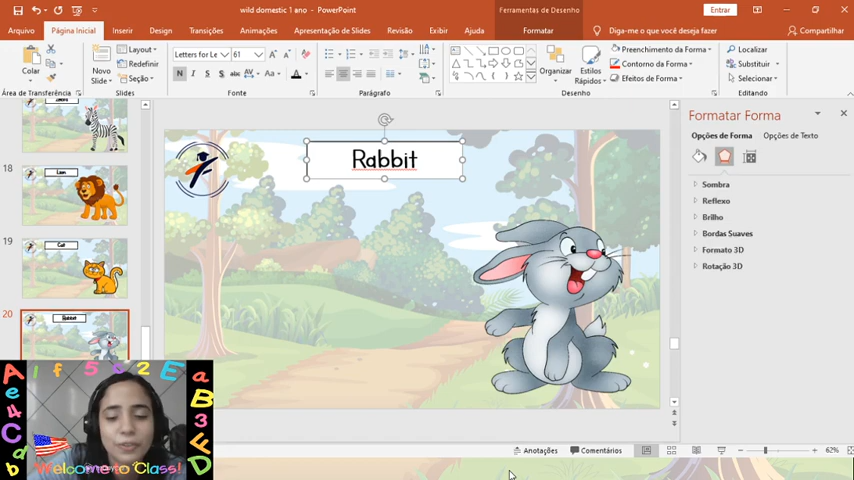 wild domestic 1 ano - PowerPoint
Ferramentas de Desenho
Entrar
Arquivo Página Inicial Inserir Design Transições Animações Apresentação de Slides Revisão Exibir Ajuda Formatar Diga-me o que você deseja fazer Compartilhar
Colar
Novo Slide
Layout
Redefinir
Seção
Letters for Le 61
N I S S abc AV Aa A
Organizar
Estilos Rápidos
Preenchimento da Forma
Contorno da Forma
Efeitos de Forma
Localizar
Substituir
Selecionar
Área de Transferência Slides Fonte Parágrafo Desenho Editando
18
Lion
19
Cat
20
Rabbit
Rabbit
Formatar Forma
Opções de Forma Opções de Texto
Sombra
Reflexo
Brilho
Bordas Suaves
Formato 3D
Rotação 3D
Welcome to Class!
Anotações Comentários 62%